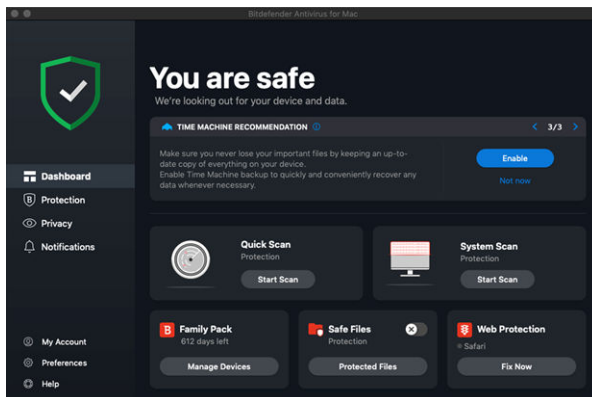 Bitdefender Antivirus for Mac
You are safe
We're looking out for your device and data.
TIME MACHINE RECOMMENDATION
3/3
Make sure you never lose your important files by keeping an up-to-
date copy of everything on your device.
Enable Time Machine backup to quickly and conveniently recover any
data whenever necessary.
Enable
Not now
Dashboard
Protection
Privacy
Notifications
Quick Scan
Protection
Start Scan
System Scan
Protection
Start Scan
B Family Pack
612 days left
Manage Devices
Safe Files
Protection
Protected Files
Web Protection
Safari
Fix Now
My Account
Preferences
Help